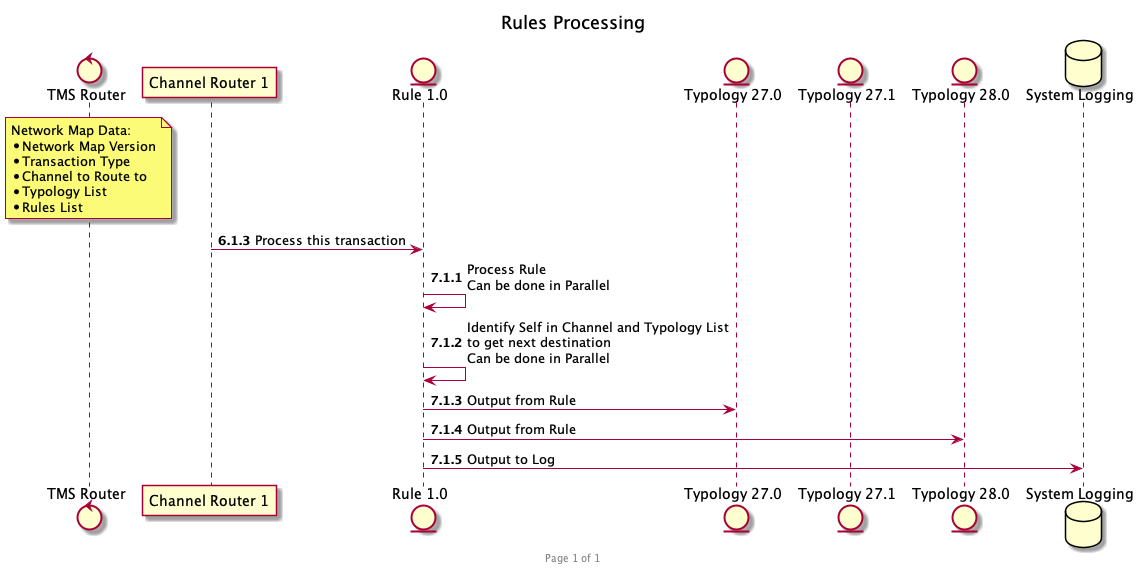 Rules Processing
TMS Router
Channel Router 1
Rule 1.0
Typology 27.0
Typology 27.1
Typology 28.0
System Logging
Network Map Data:
•Network Map Version
•Transaction Type
•Channel to Route to
•Typology List
•Rules List
6.1.3 Process this transaction
7.1.1 Process Rule
Can be done in Parallel
Identify Self in Channel and Typology List
7.1.2 to get next destination
Can be done in Parallel
7.1.3 Output from Rule
7.1.4 Output from Rule
7.1.5 Output to Log
TMS Router
Channel Router 1
Rule 1.0
Typology 27.0
Typology 27.1
Typology 28.0
System Logging
Page 1 of 1